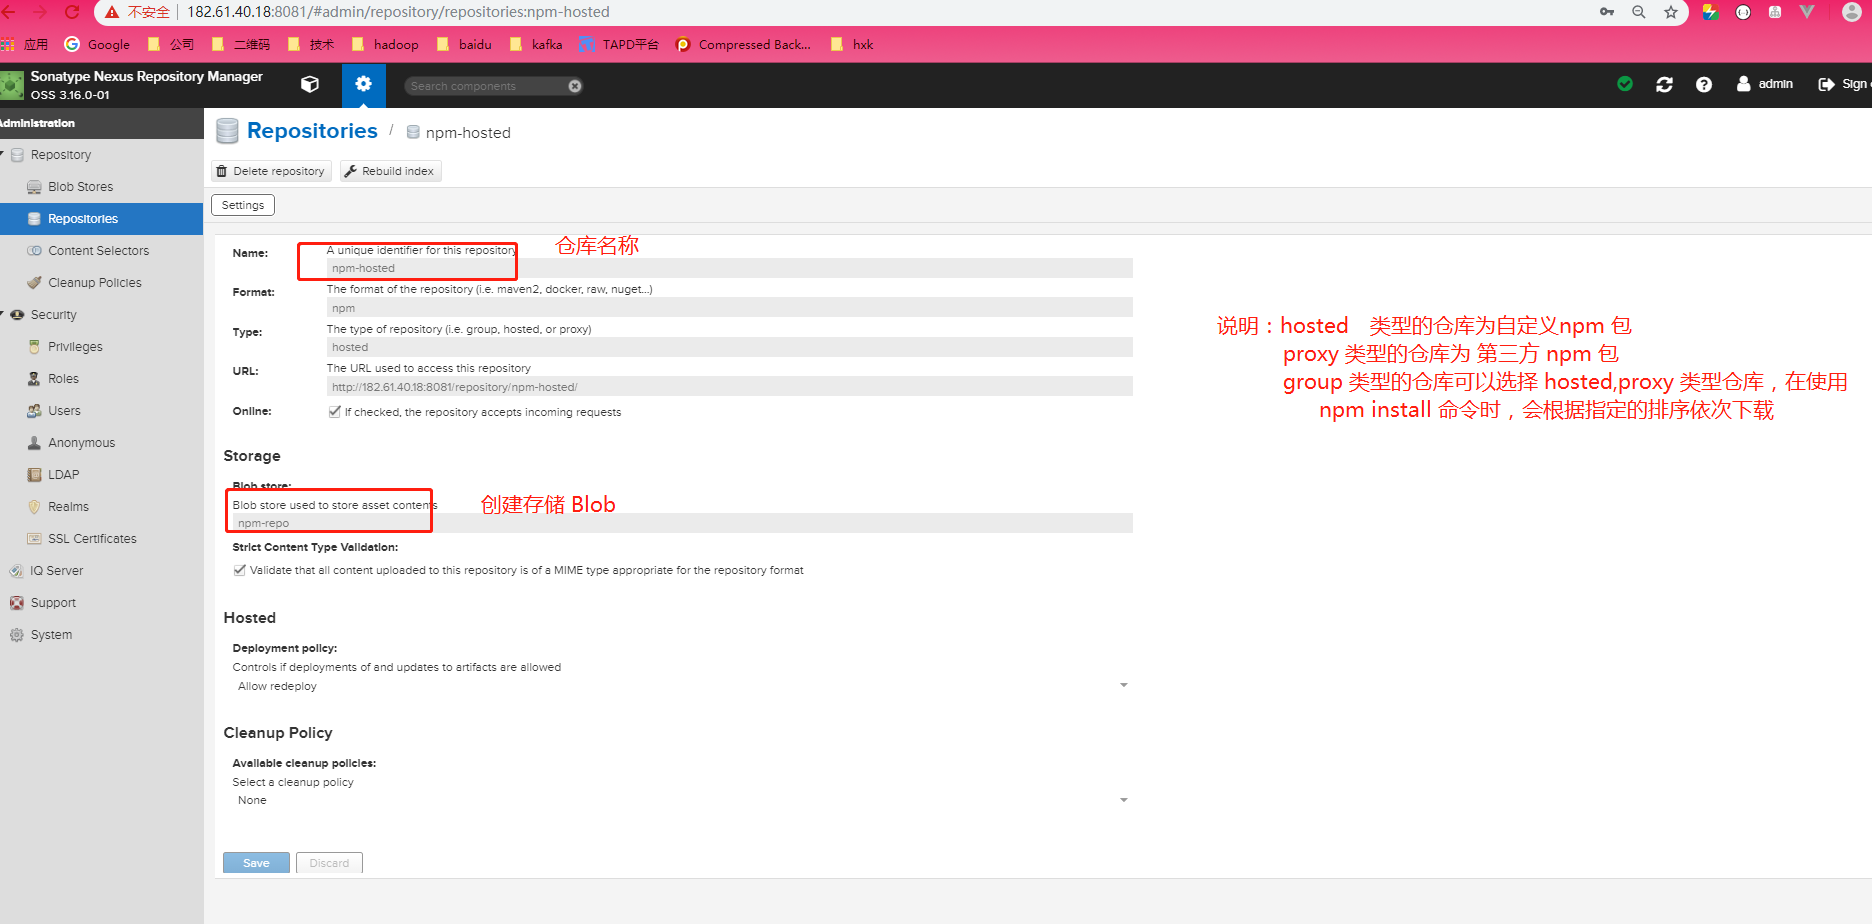 不安全 182.61.40.18:8081/#admin/repository/repositories:npm-hosted
应用 Google 公司 二维码 技术 hadoop baidu kafka TAPD平台 Compressed Back... hxk
Sonatype Nexus Repository Manager
OSS 3.16.0-01
Search components
admin
Sign
Administration
Repository
Blob Stores
Repositories
Content Selectors
Cleanup Policies
Security
Privileges
Roles
Users
Anonymous
LDAP
Realms
SSL Certificates
IQ Server
Support
System
Repositories / npm-hosted
Delete repository Rebuild index
Settings
Name: A unique identifier for this repository 仓库名称
npm-hosted
Format: The format of the repository (i.e. maven2, docker, raw, nuget...)
npm
Type: The type of repository (i.e. group, hosted, or proxy)
hosted
URL: The URL used to access this repository
http://182.61.40.18:8081/repository/npm-hosted/
Online: If checked, the repository accepts incoming requests
说明：hosted 类型的仓库为自定义npm 包
proxy 类型的仓库为 第三方 npm 包
group 类型的仓库可以选择 hosted,proxy 类型仓库，在使用
npm install 命令时，会根据指定的排序依次下载
Storage
Blob store:
Blob store used to store asset contents 创建存储 Blob
npm-repo
Strict Content Type Validation:
Validate that all content uploaded to this repository is of a MIME type appropriate for the repository format
Hosted
Deployment policy:
Controls if deployments of and updates to artifacts are allowed
Allow redeploy
Cleanup Policy
Available cleanup policies:
Select a cleanup policy
None
Save Discard